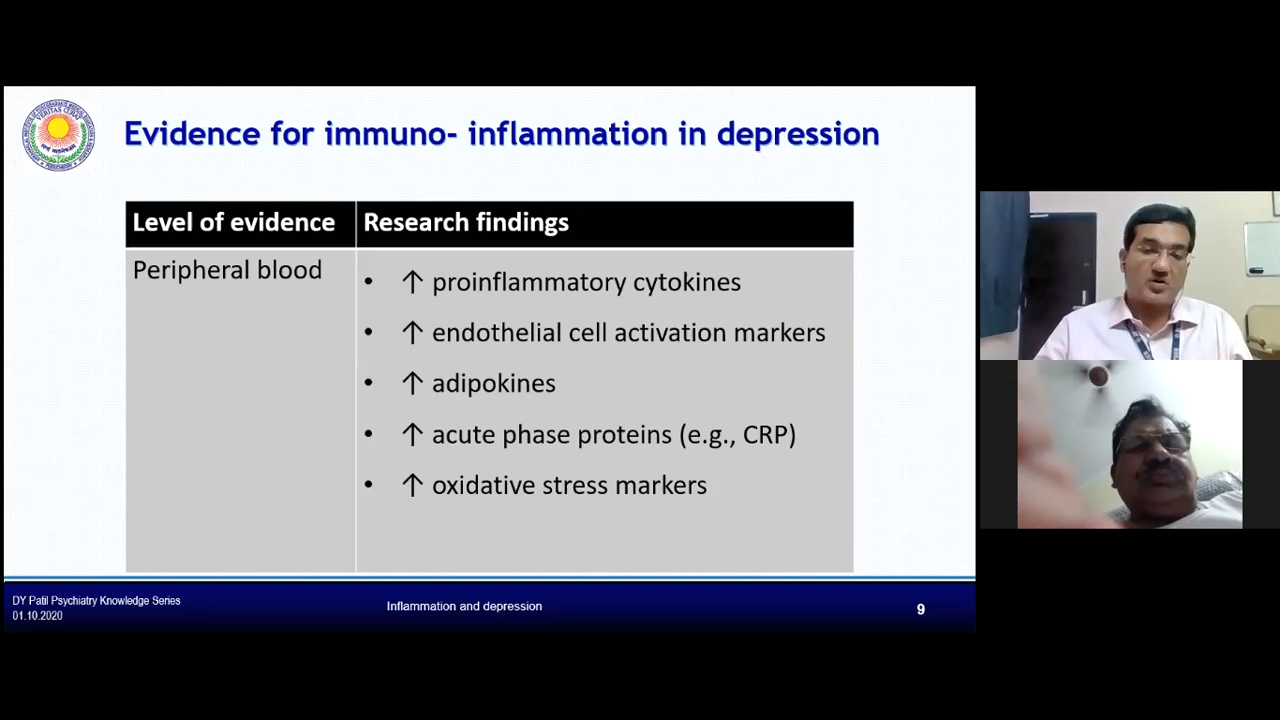 Evidence for immuno- inflammation in depression
Level of evidence
Research findings
Peripheral blood
• ↑ proinflammatory cytokines
• ↑ endothelial cell activation markers
• ↑ adipokines
• ↑ acute phase proteins (e.g., CRP)
• ↑ oxidative stress markers
DY Patil Psychiatry Knowledge Series
01.10.2020
Inflammation and depression
9